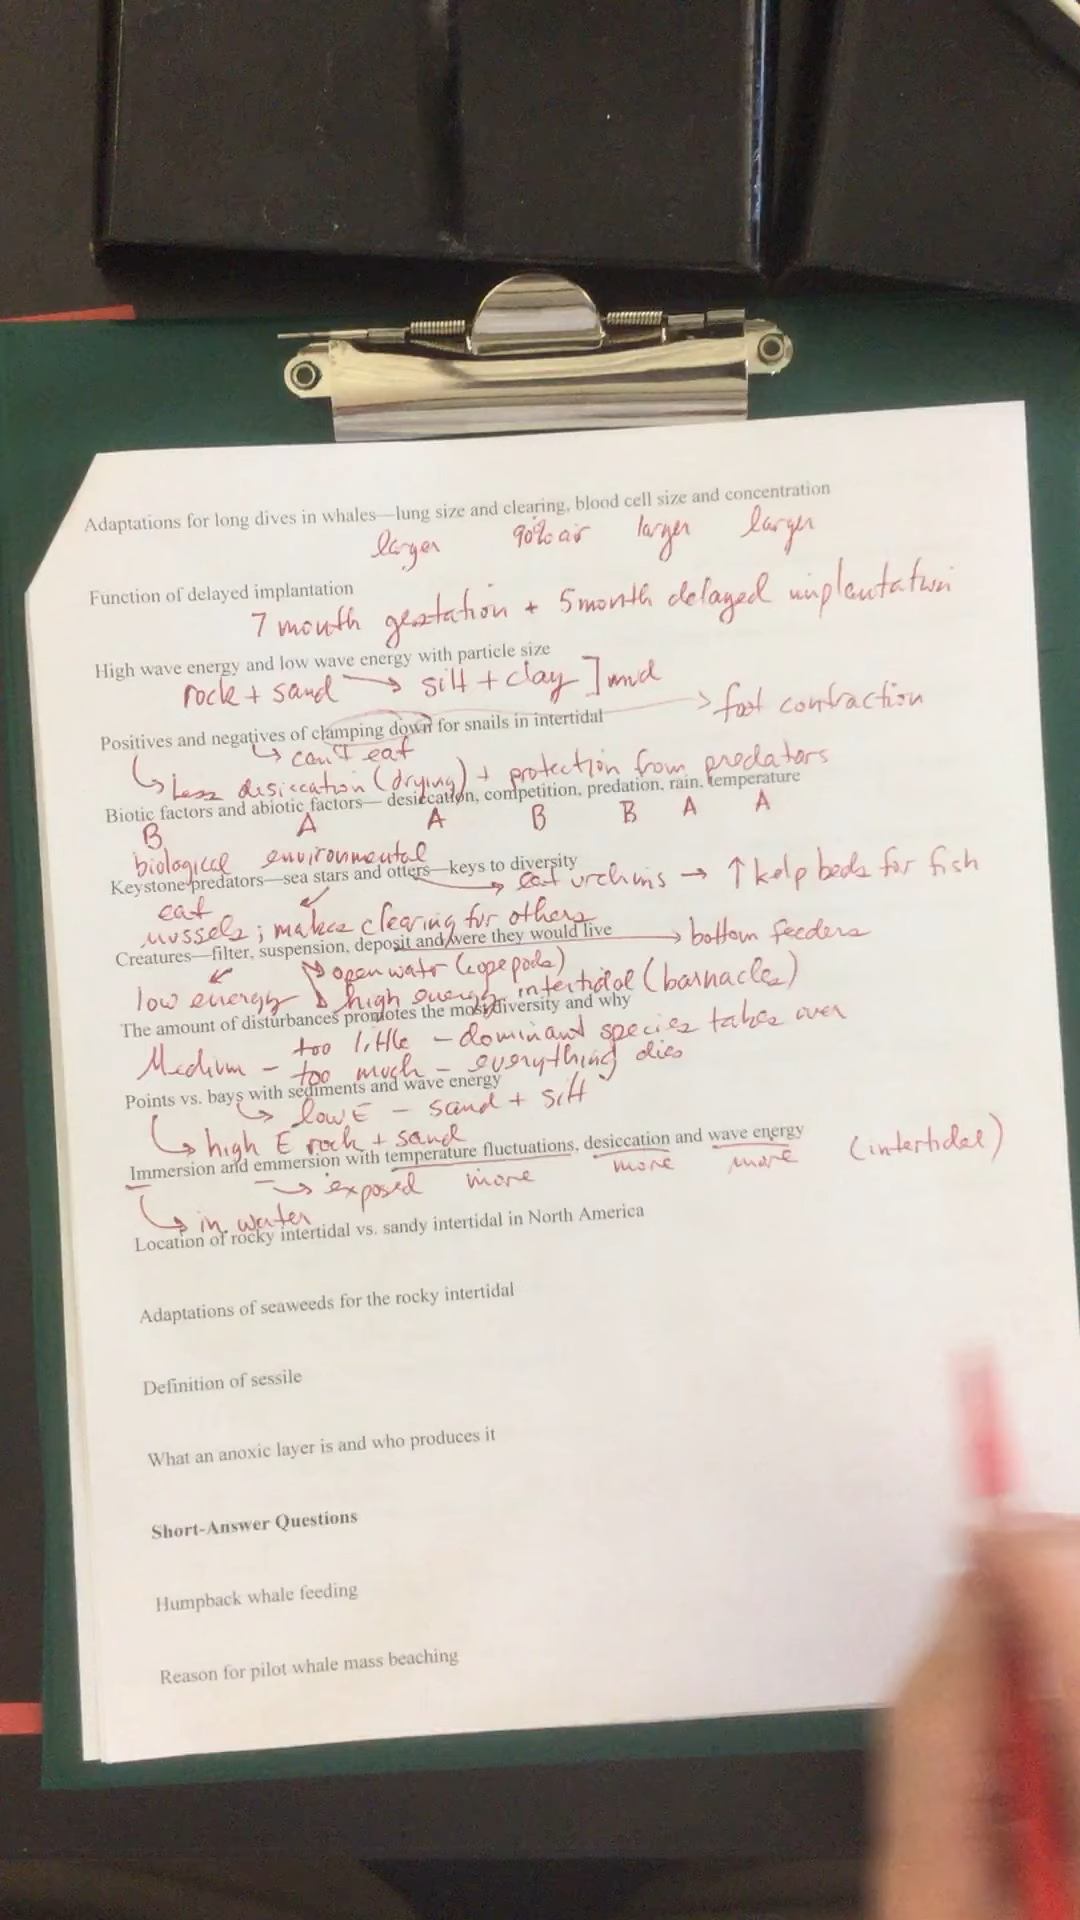 Adaptations for long dives in whales—lung size and clearing, blood cell size and concentration
larger 90% air larger larger
Function of delayed implantation
7 month gestation + 5 month delayed implantation
High wave energy and low wave energy with particle size
rock + sand → silt + clay ] mud
Positives and negatives of clamping down for snails in intertidal → foot contraction
↳ can't eat
↳ Less desiccation (drying) + protection from predators
Biotic factors and abiotic factors— desiccation, competition, predation, rain, temperature
B A A B B A A
biological environmental
Keystone predators—sea stars and otters—keys to diversity
→ eat urchins → ↑ kelp beds for fish
eat
mussels; makes clearing for others
Creatures—filter, suspension, deposit and were they would live → bottom feeders
open water (copepods)
low energy high energy intertidal (barnacles)
The amount of disturbances promotes the most diversity and why
Medium - too little - dominant species takes over
too much - everything dies
Points vs. bays with sediments and wave energy
↳ low E - sand + silt
↳ high E rock + sand
Immersion and emmersion with temperature fluctuations, desiccation and wave energy (intertidal)
→ exposed more more more
↳ in water
Location of rocky intertidal vs. sandy intertidal in North America
Adaptations of seaweeds for the rocky intertidal
Definition of sessile
What an anoxic layer is and who produces it
Short-Answer Questions
Humpback whale feeding
Reason for pilot whale mass beaching